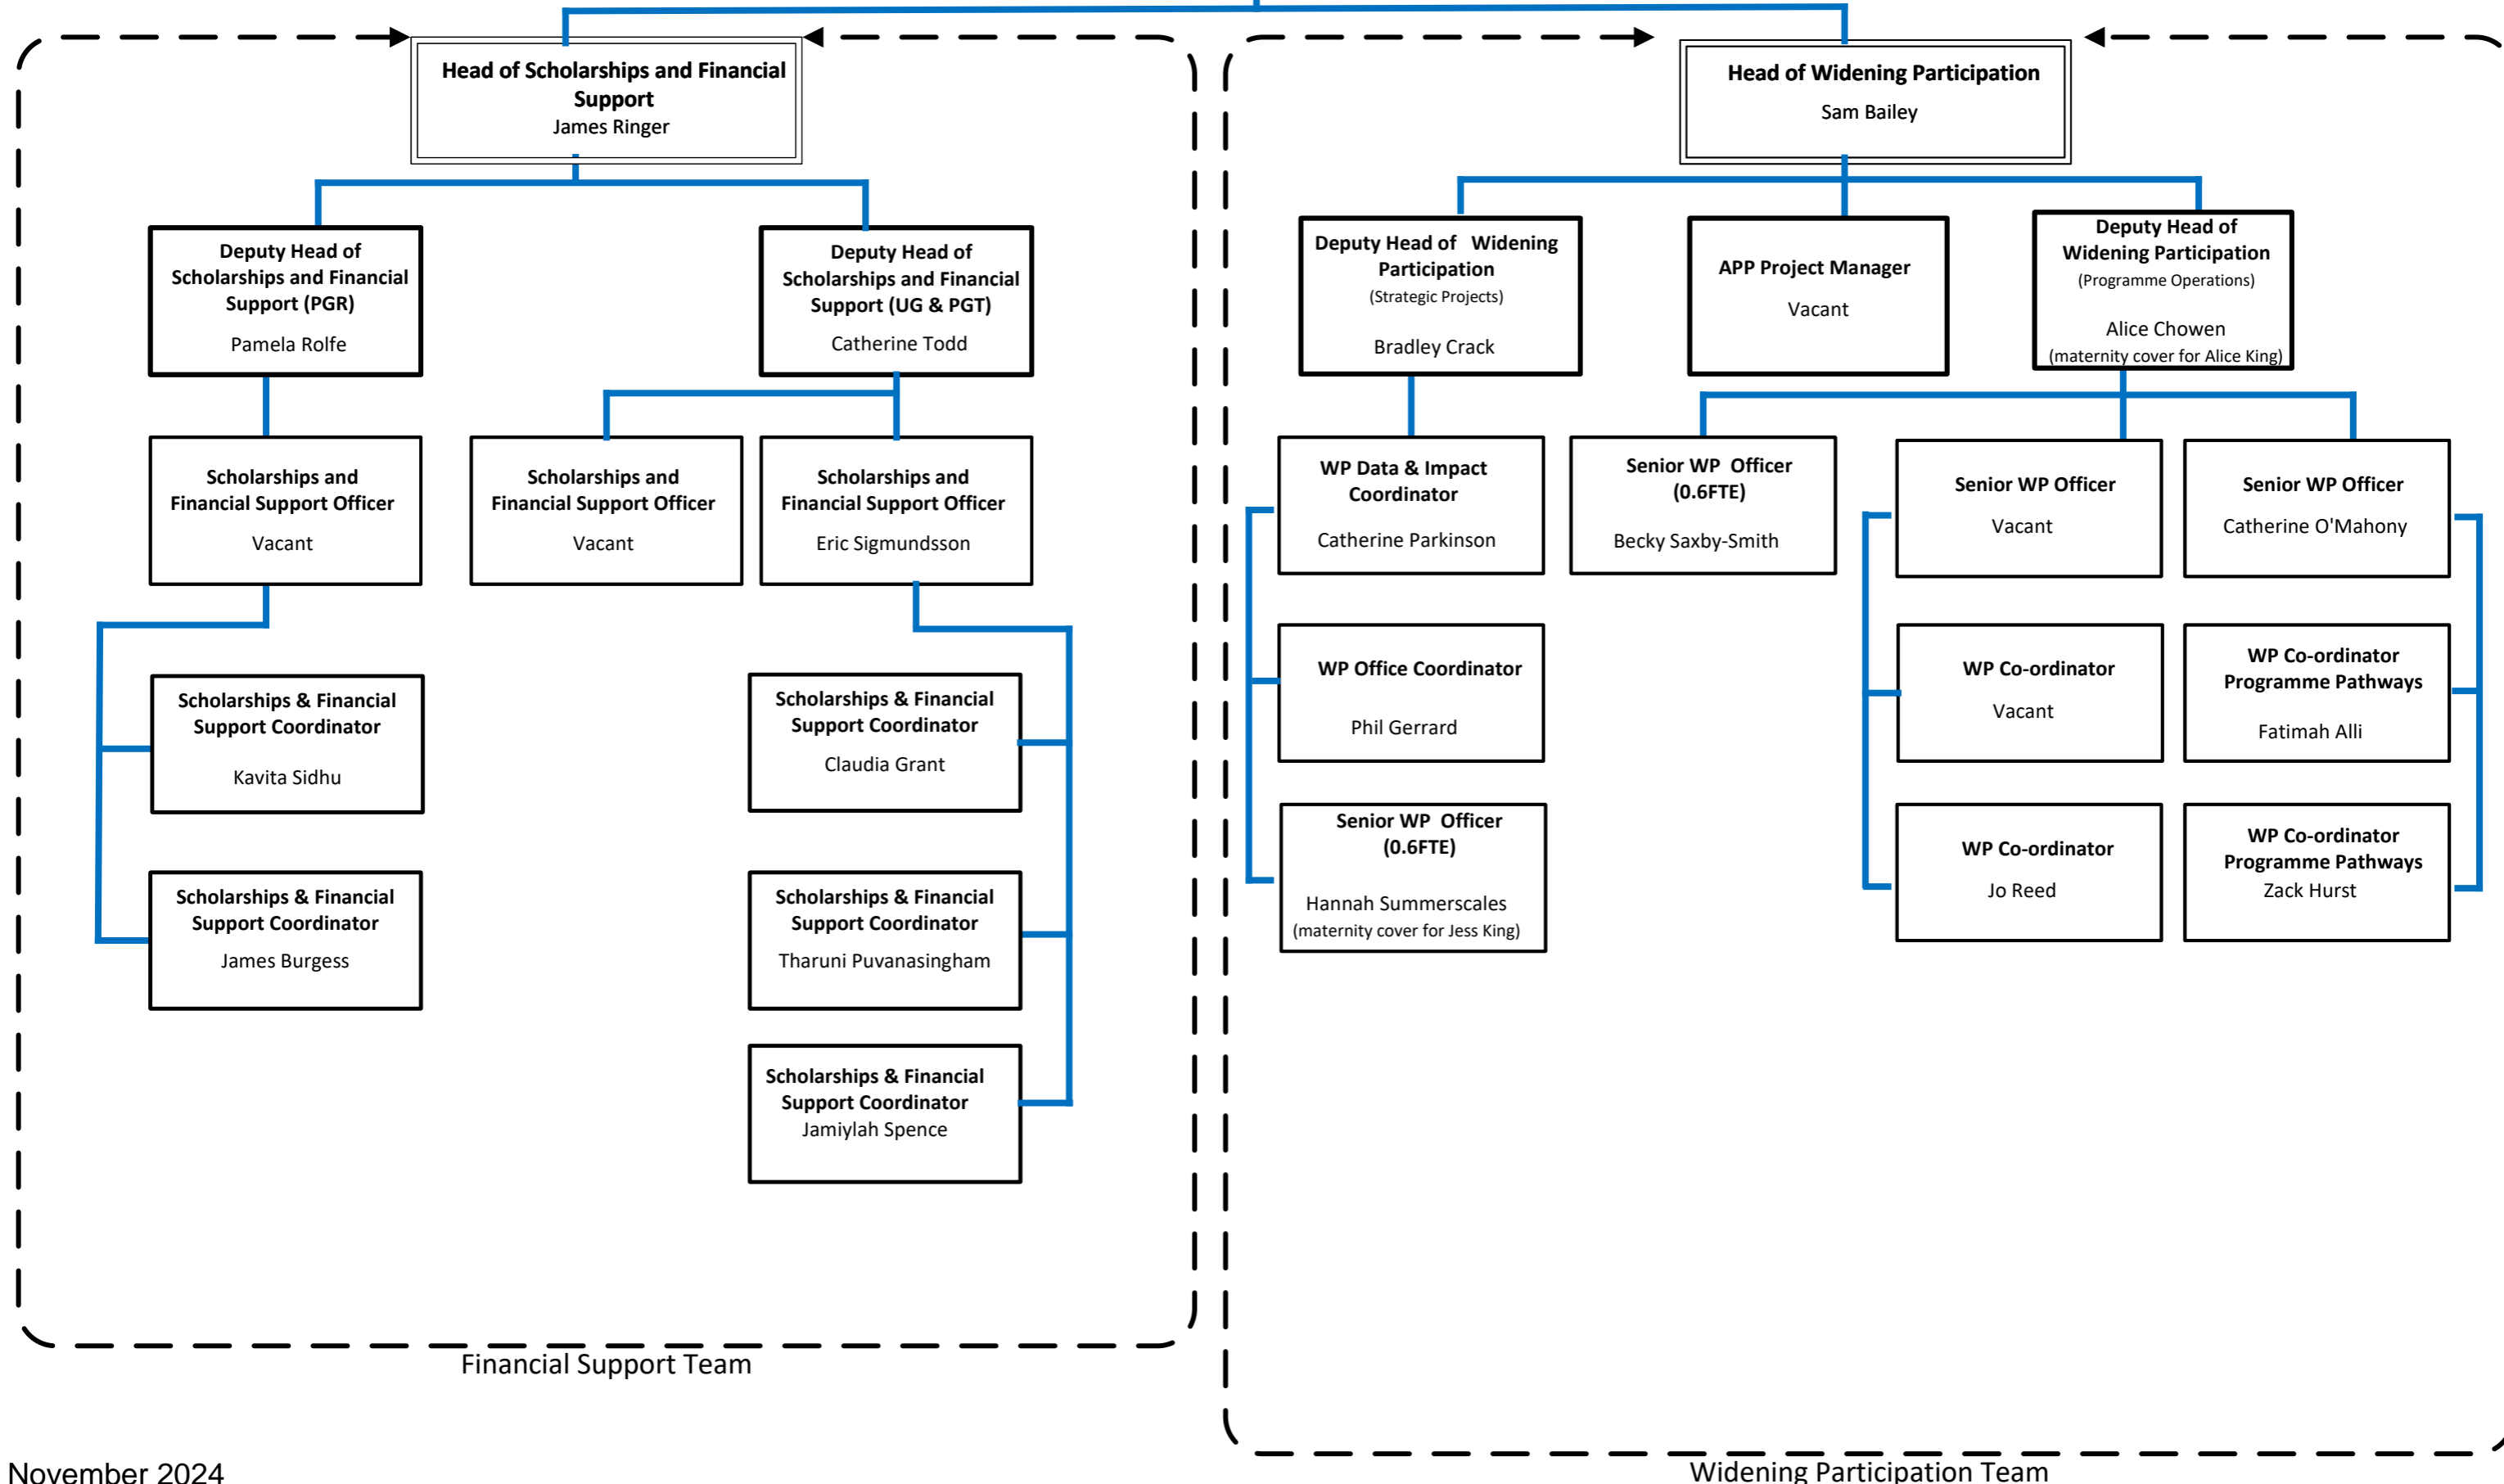 Head of Scholarships and Financial
Support
James Ringer
Head of Widening Participation
Sam Bailey
Deputy Head of
Scholarships and Financial
Support (PGR)
Pamela Rolfe
Deputy Head of
Scholarships and Financial
Support (UG & PGT)
Catherine Todd
Deputy Head of Widening
Participation
(Strategic Projects)
Bradley Crack
APP Project Manager
Vacant
Deputy Head of
Widening Participation
(Programme Operations)
Alice Chowen
(maternity cover for Alice King)
Scholarships and
Financial Support Officer
Vacant
Scholarships and
Financial Support Officer
Vacant
Scholarships and
Financial Support Officer
Eric Sigmundsson
WP Data & Impact
Coordinator
Catherine Parkinson
Senior WP Officer
(0.6FTE)
Becky Saxby-Smith
Senior WP Officer
Vacant
Senior WP Officer
Catherine O'Mahony
Scholarships & Financial
Support Coordinator
Kavita Sidhu
Scholarships & Financial
Support Coordinator
Claudia Grant
WP Office Coordinator
Phil Gerrard
WP Co-ordinator
Vacant
WP Co-ordinator
Programme Pathways
Fatimah Alli
Scholarships & Financial
Support Coordinator
James Burgess
Scholarships & Financial
Support Coordinator
Tharuni Puvanasingham
Senior WP Officer
(0.6FTE)
Hannah Summerscales
(maternity cover for Jess King)
WP Co-ordinator
Jo Reed
WP Co-ordinator
Programme Pathways
Zack Hurst
Scholarships & Financial
Support Coordinator
Jamiylah Spence
Financial Support Team
Widening Participation Team
November 2024